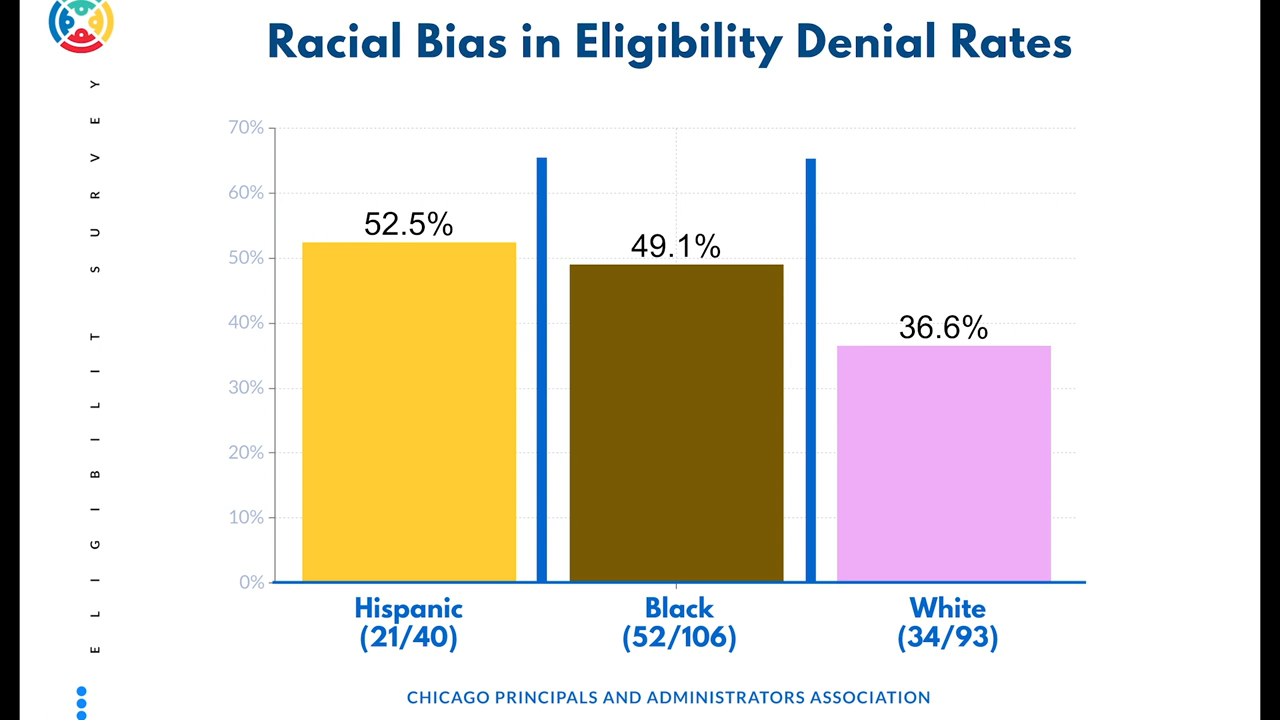 Racial Bias in Eligibility Denial Rates
ELIGIBILIT SURVEY
70%
60%
50%
40%
30%
20%
10%
0%
52.5%
49.1%
36.6%
Hispanic
(21/40)
Black
(52/106)
White
(34/93)
CHICAGO PRINCIPALS AND ADMINISTRATORS ASSOCIATION